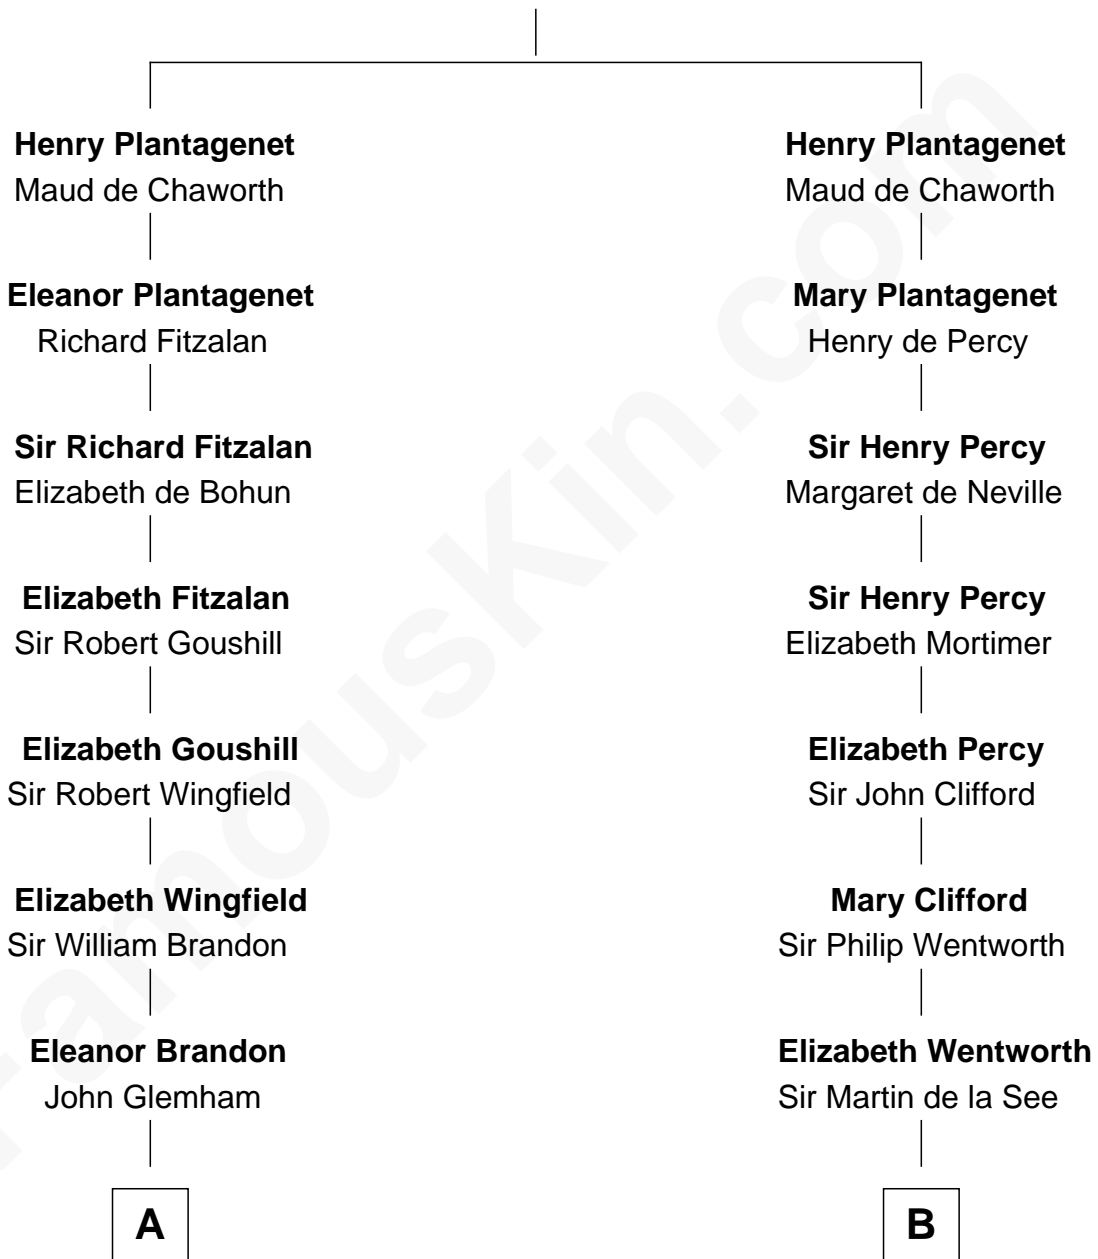 Henry Plantagenet
Maud de Chaworth
Eleanor Plantagenet
Richard Fitzalan
Sir Richard Fitzalan
Elizabeth de Bohun
Elizabeth Fitzalan
Sir Robert Goushill
Elizabeth Goushill
Sir Robert Wingfield
Elizabeth Wingfield
Sir William Brandon
Eleanor Brandon
John Glemham
A
Henry Plantagenet
Maud de Chaworth
Mary Plantagenet
Henry de Percy
Sir Henry Percy
Margaret de Neville
Sir Henry Percy
Elizabeth Mortimer
Elizabeth Percy
Sir John Clifford
Mary Clifford
Sir Philip Wentworth
Elizabeth Wentworth
Sir Martin de la See
B
FamousKin.com